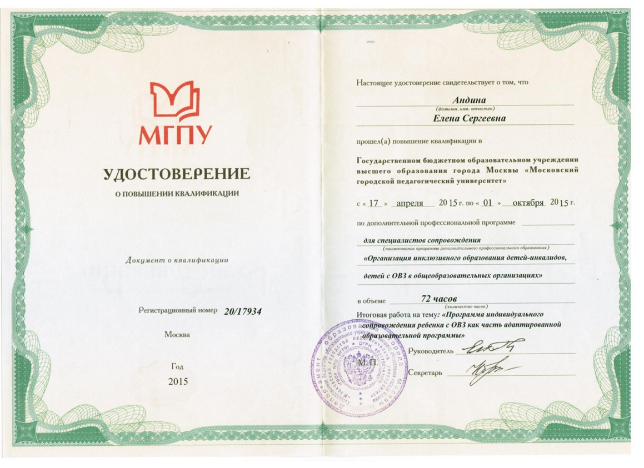 МГПУ
УДОСТОВЕРЕНИЕ
О ПОВЫШЕНИИ КВАЛИФИКАЦИИ
Документ о квалификации
Регистрационный номер 20/17934
Москва
Год
2015
Настоящее удостоверение свидетельствует о том, что
Андина
(фамилия, имя, отчество)
Елена Сергеевна
прошел(а) повышение квалификации в
Государственном бюджетном образовательном учреждении
высшего образования города Москвы «Московский
городской педагогический университет»
с « 17 » апреля 2015 г. по « 01 » октября 2015 г.
по дополнительной профессиональной программе
для специалистов сопровождения
(наименование программы дополнительного профессионального образования)
«Организация инклюзивного образования детей-инвалидов,
детей с ОВЗ в общеобразовательных организациях»
в объеме 72 часов
(количество часов)
Итоговая работа на тему: «Программа индивидуального
сопровождения ребенка с ОВЗ как часть адаптированной
образовательной программы»
Руководитель
М.П.
Секретарь